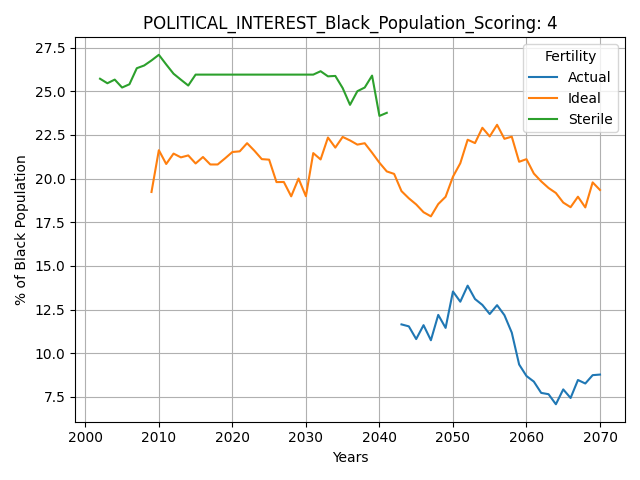 POLITICAL_INTEREST_Black_Population_Scoring: 4
Fertility
Actual
Ideal
Sterile
% of Black Population
27.5
25.0
22.5
20.0
17.5
15.0
12.5
10.0
7.5
2000 2010 2020 2030 2040 2050 2060 2070
Years